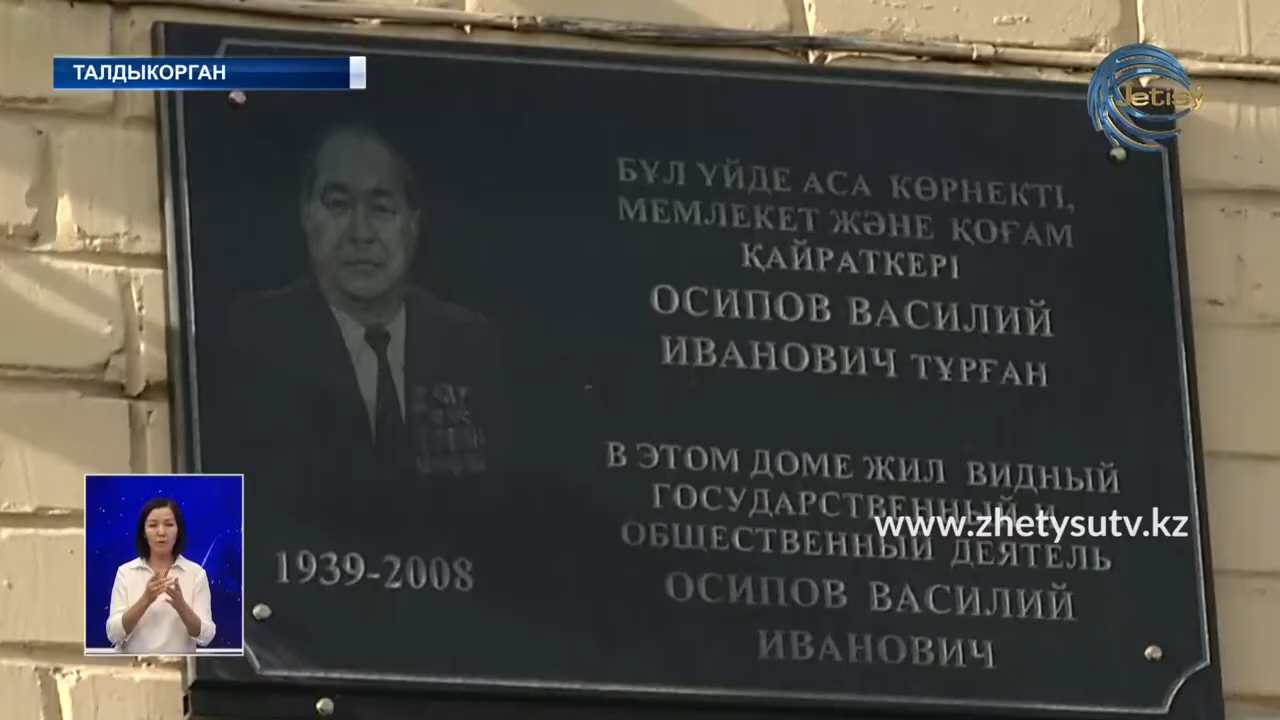 ТАЛДЫКОРГАН
Jetisy
БҰЛ ҮЙДЕ АСА КӨРНЕКТІ,
МЕМЛЕКЕТ ЖӘНЕ ҚОҒАМ
ҚАЙРАТКЕРІ
ОСИПОВ ВАСИЛИЙ
ИВАНОВИЧ ТҰРҒАН
В ЭТОМ ДОМЕ ЖИЛ ВИДНЫЙ
ГОСУДАРСТВЕННЫЙ И
www.zhetysutv.kz
ОБЩЕСТВЕННЫЙ ДЕЯТЕЛЬ
ОСИПОВ ВАСИЛИЙ
ИВАНОВИЧ
1939-2008